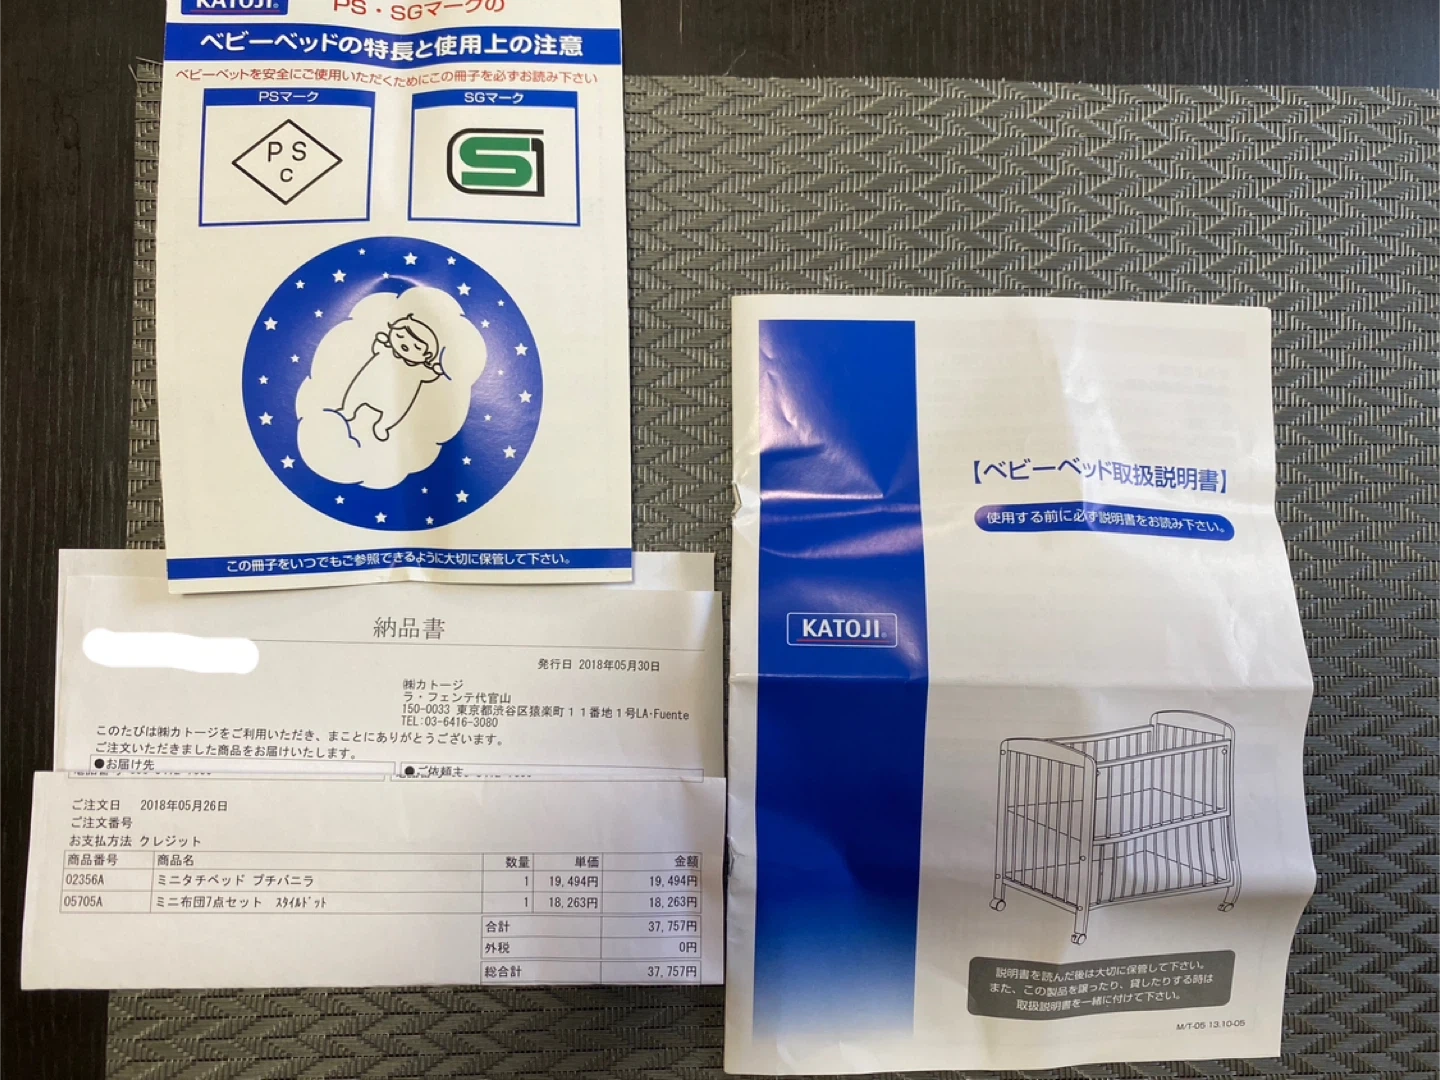 KATOJI
PS・SGマークの
ベビーベッドの特長と使用上の注意
ベビーベットを安全にご使用いただくためにこの冊子を必ずお読み下さい
PSマーク
SGマーク
PS
C
S
この冊子をいつでもご参照できるように大切に保管して下さい。
納品書
発行日 2018年05月30日
㈱カトージ
ラ・フェンテ代官山
150-0033 東京都渋谷区猿楽町11番地1号LA-Fuente
TEL:03-6416-3080
このたびは㈱カトージをご利用いただき、まことにありがとうございます。
ご注文いただきました商品をお届けいたします。
●お届け先
●ご依頼主
ご注文日 2018年05月26日
ご注文番号
お支払方法 クレジット
商品番号 商品名 数量 単価 金額
02356A ミニタチベッド プチバニラ 1 19,494円 19,494円
05705A ミニ布団7点セット ｽﾀｲﾙﾄﾞｯﾄ 1 18,263円 18,263円
合計 37,757円
外税 0円
総合計 37,757円
【ベビーベッド取扱説明書】
使用する前に必ず説明書をお読み下さい。
KATOJI
説明書を読んだ後は大切に保管して下さい。
また、この製品を譲ったり、貸したりする時は
取扱説明書を一緒に付けて下さい。
M/T-05 13.10-05